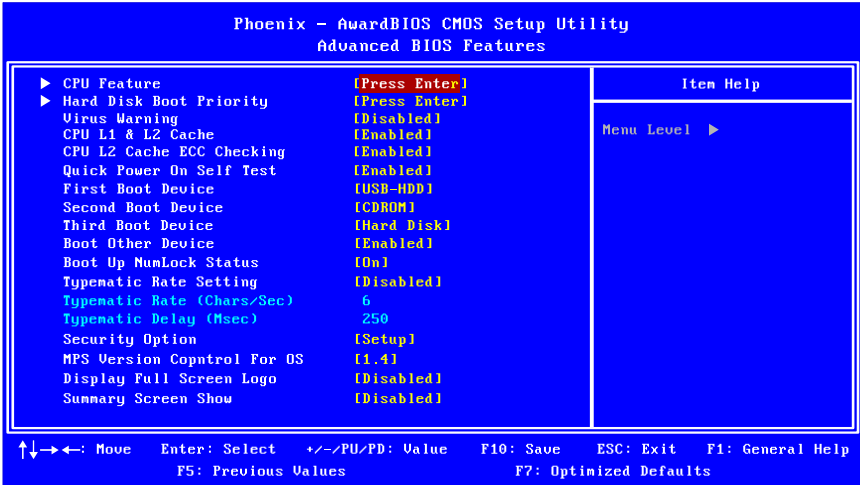 Phoenix – AwardBIOS CMOS Setup Utility
Advanced BIOS Features
▶ CPU Feature [Press Enter]
▶ Hard Disk Boot Priority [Press Enter]
Virus Warning [Disabled]
CPU L1 & L2 Cache [Enabled]
CPU L2 Cache ECC Checking [Enabled]
Quick Power On Self Test [Enabled]
First Boot Device [USB-HDD]
Second Boot Device [CDROM]
Third Boot Device [Hard Disk]
Boot Other Device [Enabled]
Boot Up NumLock Status [On]
Typematic Rate Setting [Disabled]
Typematic Rate (Chars/Sec) 6
Typematic Delay (Msec) 250
Security Option [Setup]
MPS Version Copntrol For OS [1.4]
Display Full Screen Logo [Disabled]
Summary Screen Show [Disabled]
Item Help
Menu Level ▶
↑↓→←: Move Enter: Select +/-/PU/PD: Value F10: Save ESC: Exit F1: General Help
F5: Previous Values F7: Optimized Defaults